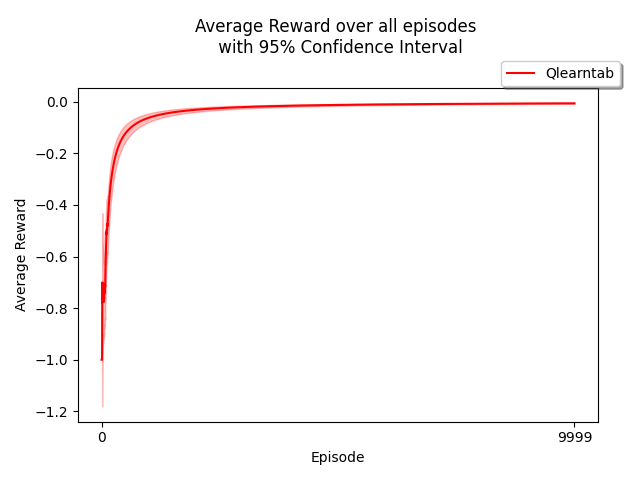 Average Reward over all episodes
with 95% Confidence Interval
Qlearntab
0.0
−0.2
−0.4
−0.6
−0.8
−1.0
−1.2
Average Reward
0
9999
Episode